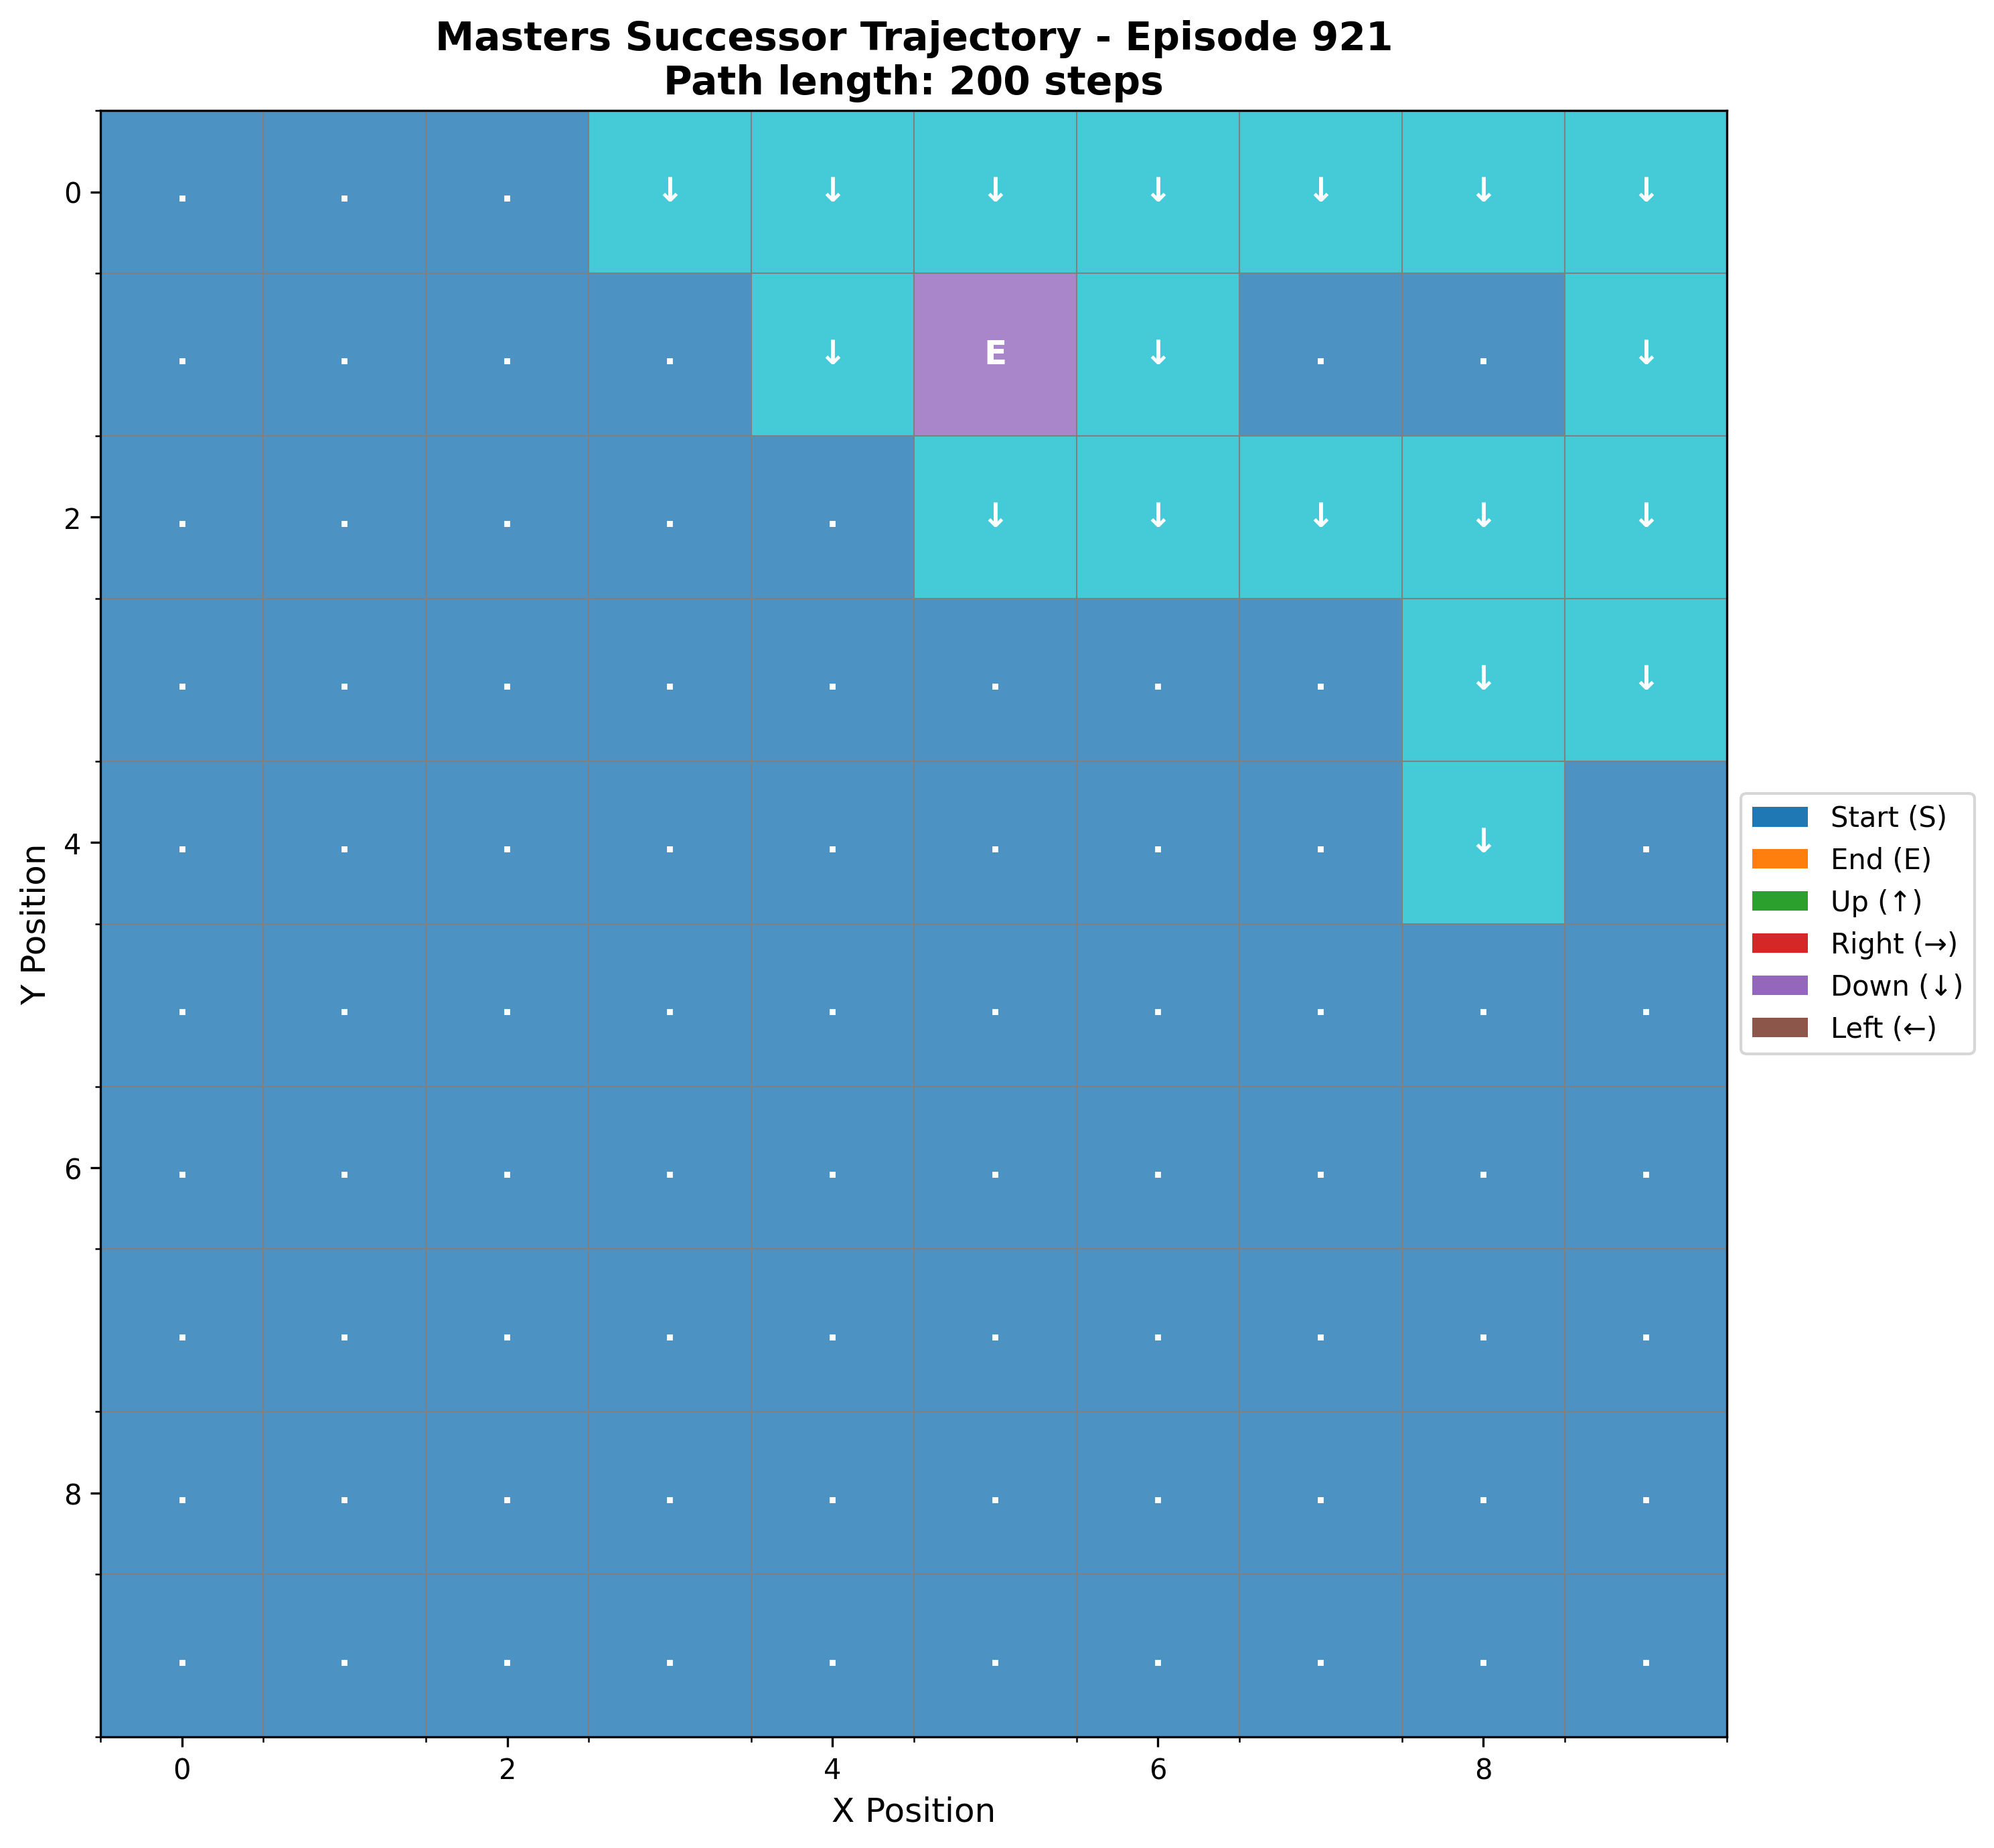 Masters Successor Trajectory - Episode 921
Path length: 200 steps
0 . . . ↓ ↓ ↓ ↓ ↓ ↓ ↓
. . . . ↓ E ↓ . . ↓
2 . . . . . ↓ ↓ ↓ ↓ ↓
. . . . . . . . ↓ ↓
4 . . . . . . . . ↓ .
. . . . . . . . . .
6 . . . . . . . . . .
. . . . . . . . . .
8 . . . . . . . . . .
. . . . . . . . . .
0 2 4 6 8
X Position
Y Position
Start (S)
End (E)
Up (↑)
Right (→)
Down (↓)
Left (←)